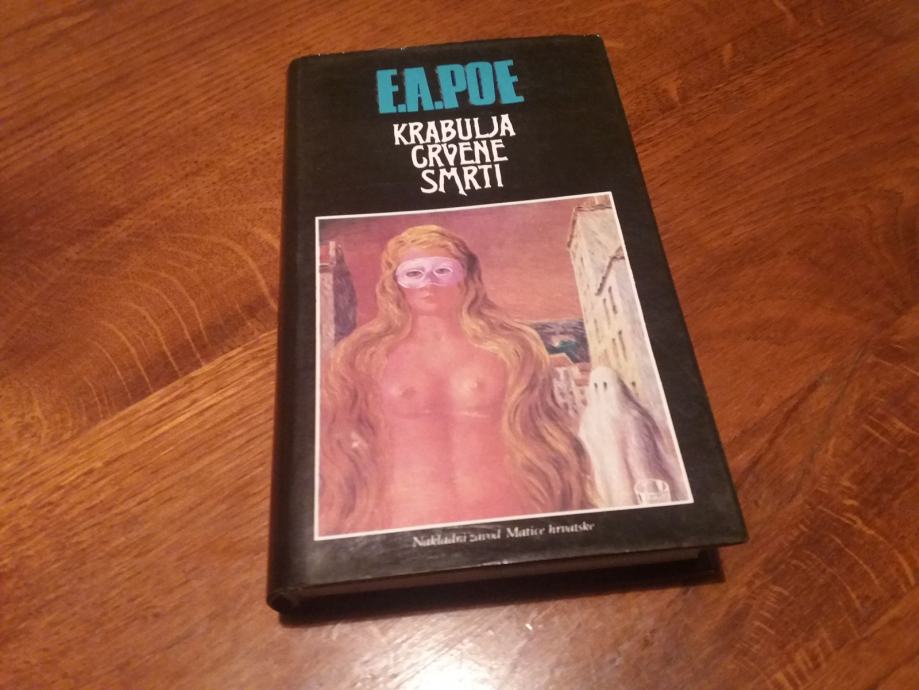 E.A.POE
KRABULJA
CRVENE
SMRTI
Nakladni zavod Matice hrvatske